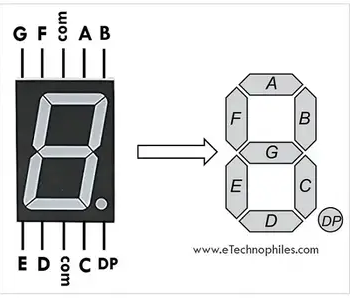 G F com A B
A
F B
G
E C
D
DP
E D com C DP
www.eTechnophiles.com